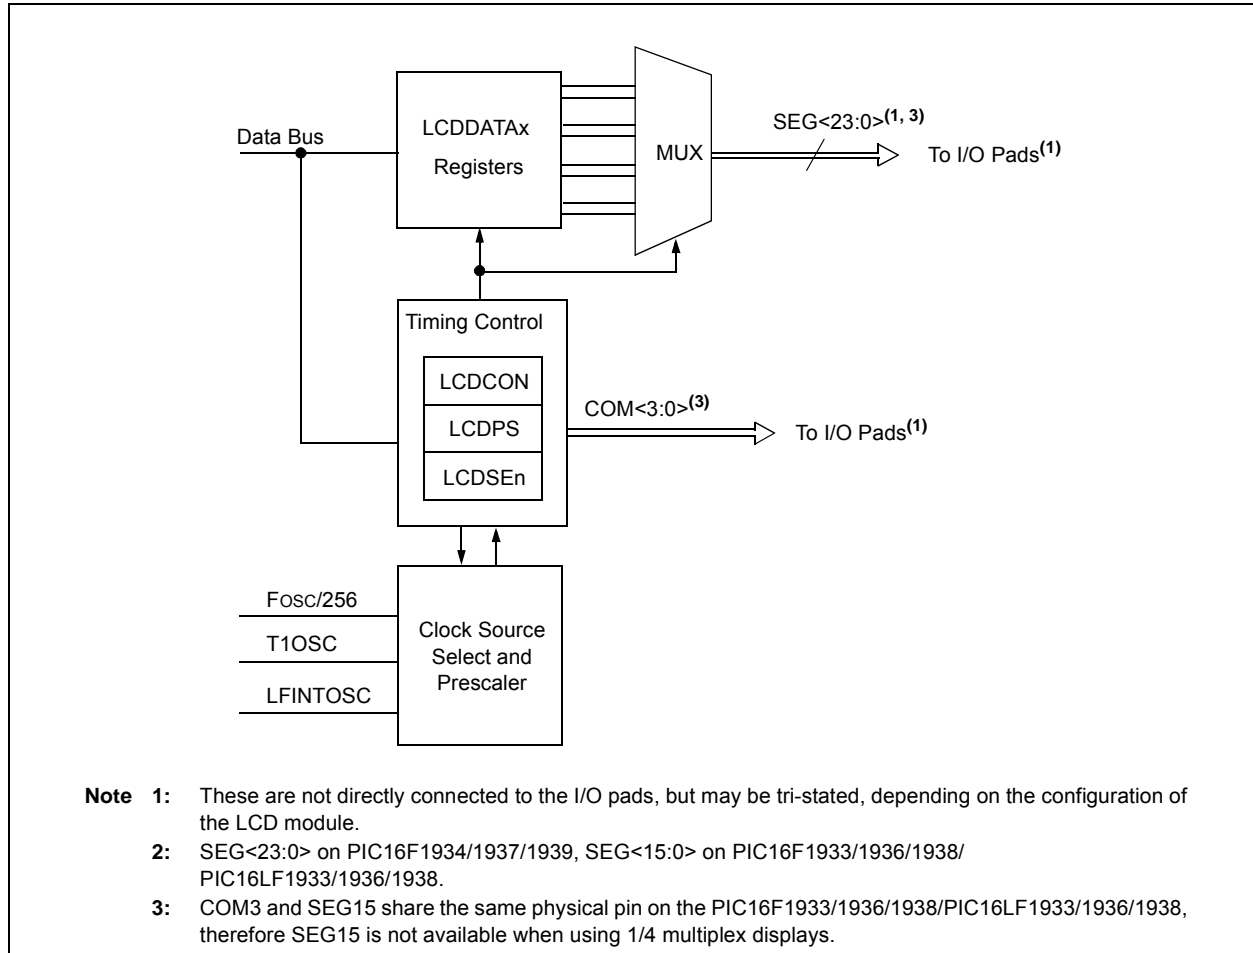 LCDDATAx
Registers
MUX
Data Bus
SEG<23:0>(1, 3)
To I/O Pads(1)
Timing Control
LCDCON
LCDPS
LCDSEn
COM<3:0>(3)
To I/O Pads(1)
FOSC/256
T1OSC
LFINTOSC
Clock Source
Select and
Prescaler
Note 1: These are not directly connected to the I/O pads, but may be tri-stated, depending on the configuration of
the LCD module.
2: SEG<23:0> on PIC16F1934/1937/1939, SEG<15:0> on PIC16F1933/1936/1938/
PIC16LF1933/1936/1938.
3: COM3 and SEG15 share the same physical pin on the PIC16F1933/1936/1938/PIC16LF1933/1936/1938,
therefore SEG15 is not available when using 1/4 multiplex displays.